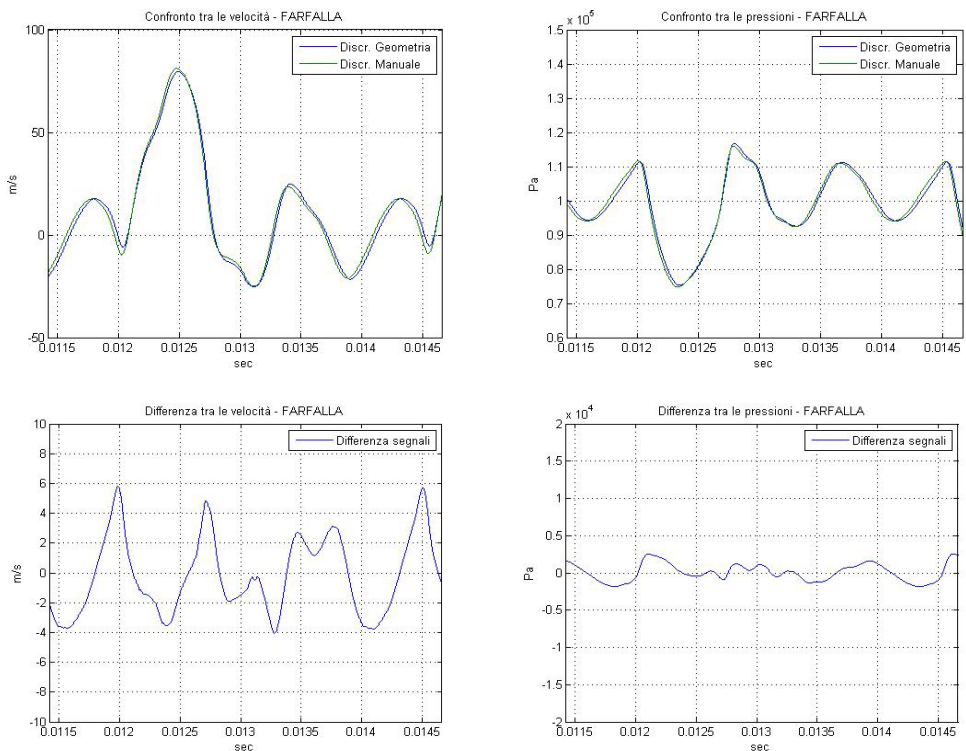 Confronto tra le velocità - FARFALLA
100
50
0
-50
m/s
Discr. Geometria
Discr. Manuale
0.0115 0.012 0.0125 0.013 0.0135 0.014 0.0145
sec
Confronto tra le pressioni - FARFALLA
x 10^5
1.5
1.4
1.3
1.2
1.1
1
0.9
0.8
0.7
0.6
Pa
Discr. Geometria
Discr. Manuale
0.0115 0.012 0.0125 0.013 0.0135 0.014 0.0145
sec
Differenza tra le velocità - FARFALLA
10
8
6
4
2
0
-2
-4
-6
-8
-10
m/s
Differenza segnali
0.0115 0.012 0.0125 0.013 0.0135 0.014 0.0145
sec
Differenza tra le pressioni - FARFALLA
x 10^4
2
1.5
1
0.5
0
-0.5
-1
-1.5
-2
Pa
Differenza segnali
0.0115 0.012 0.0125 0.013 0.0135 0.014 0.0145
sec